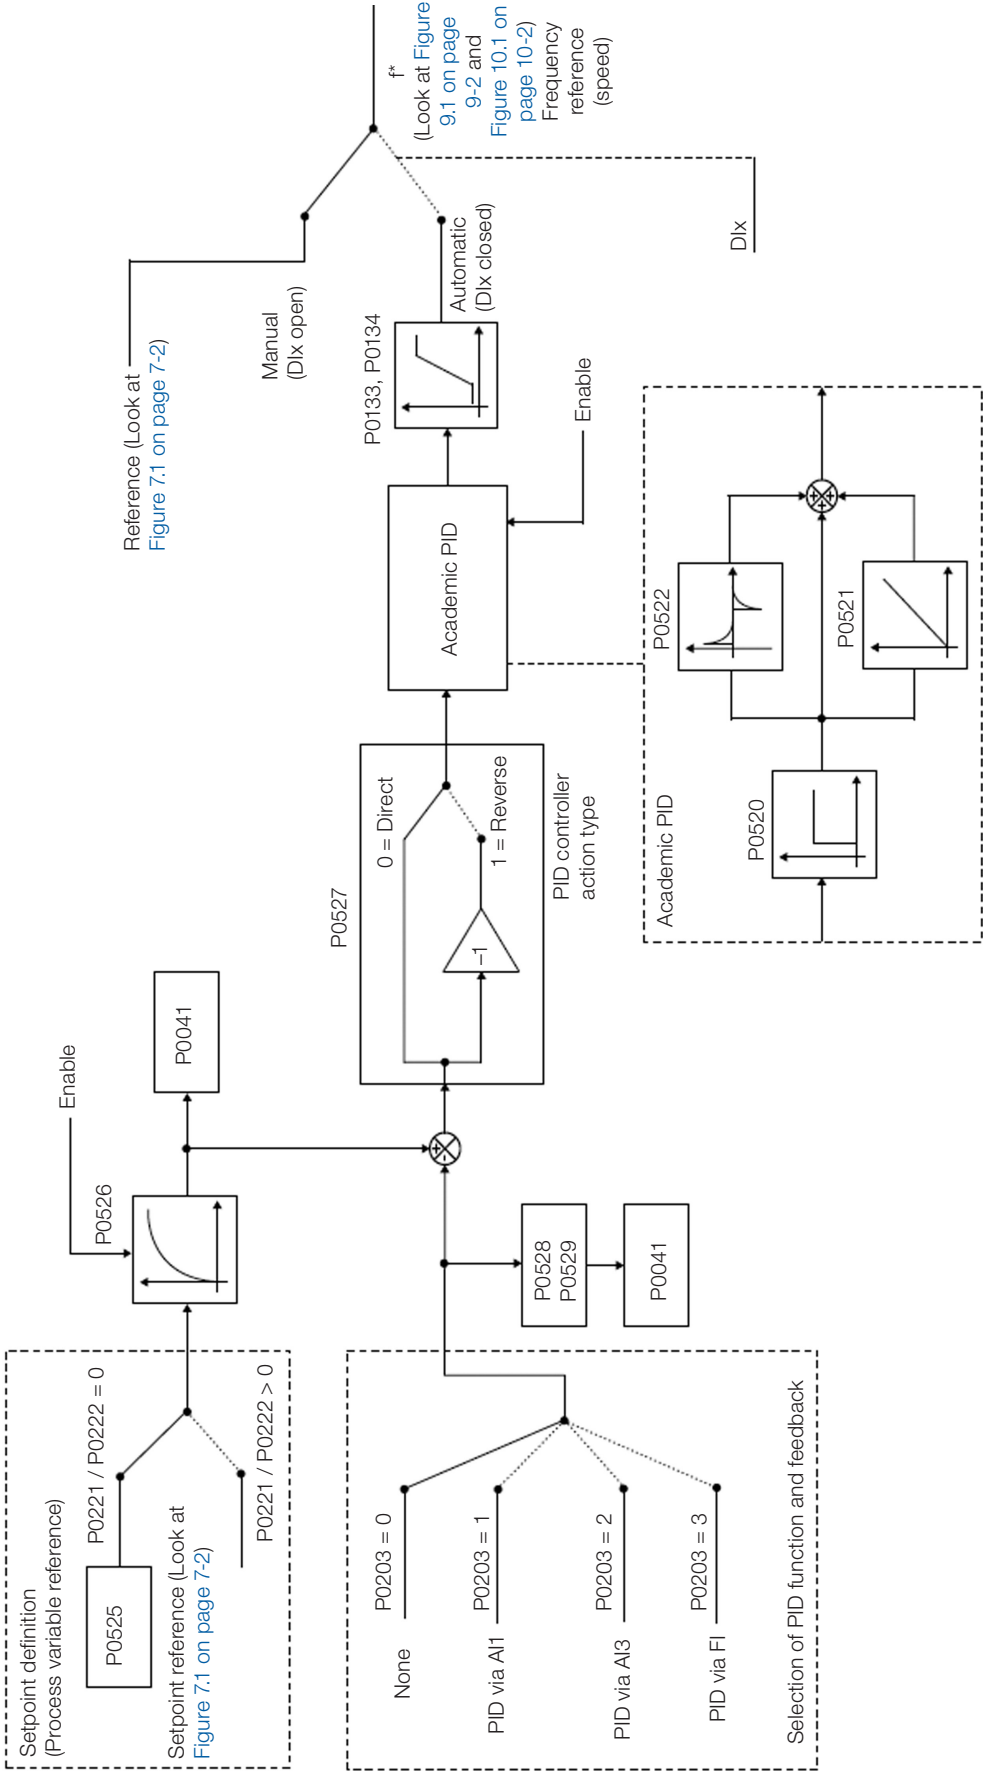 Setpoint definition
(Process variable reference)
P0525
P0221 / P0222 = 0
Setpoint reference (Look at
Figure 7.1 on page 7-2)
P0221 / P0222 > 0
Enable
P0526
P0041
None
P0203 = 0
PID via AI1
P0203 = 1
PID via AI3
P0203 = 2
PID via FI
P0203 = 3
Selection of PID function and feedback
P0528
P0529
P0041
+
-
P0527
0 = Direct
-1
1 = Reverse
PID controller
action type
Academic PID
Enable
P0133, P0134
Reference (Look at
Figure 7.1 on page 7-2)
Manual
(DIx open)
Automatic
(DIx closed)
DIx
f*
(Look at Figure
9.1 on page
9-2 and
Figure 10.1 on
page 10-2)
Frequency
reference
(speed)
Academic PID
P0520
P0522
P0521
+
+
+